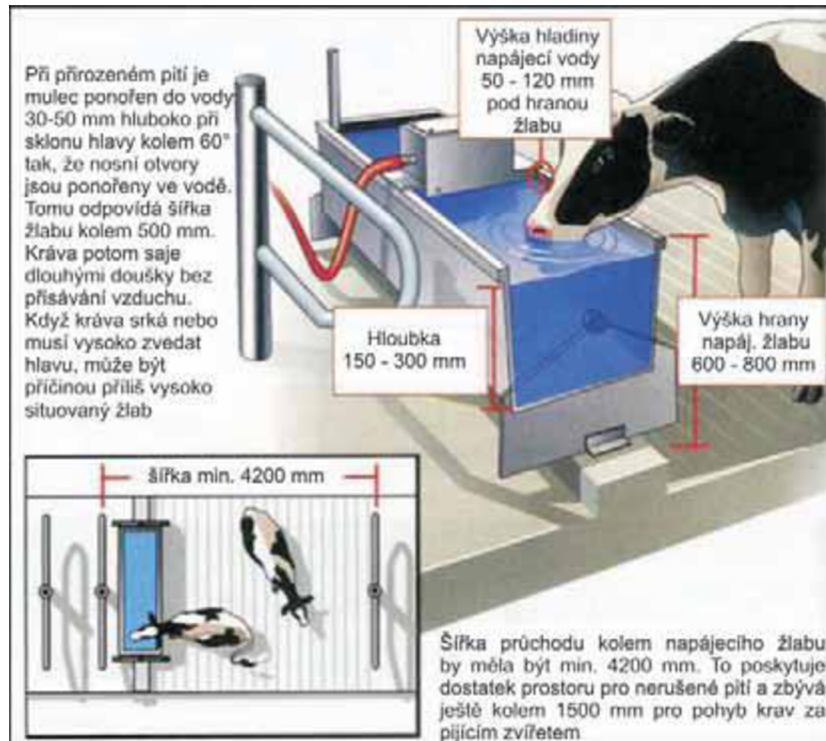 Při přirozeném pití je
mulec ponořen do vody
30-50 mm hluboko při
sklonu hlavy kolem 60°
tak, že nosní otvory
jsou ponořeny ve vodě.
Tomu odpovídá šířka
žlabu kolem 500 mm.
Kráva potom saje
dlouhými doušky bez
přisávání vzduchu.
Když kráva srká nebo
musí vysoko zvedat
hlavu, může být
příčinou příliš vysoko
situovaný žlab
Výška hladiny
napájecí vody
50 - 120 mm
pod hranou
žlabu
Hloubka
150 - 300 mm
Výška hrany
napáj. žlabu
600 - 800 mm
šířka min. 4200 mm
Šířka průchodu kolem napájecího žlabu
by měla být min. 4200 mm. To poskytuje
dostatek prostoru pro nerušené pití a zbývá
ještě kolem 1500 mm pro pohyb krav za
pijícím zvířetem